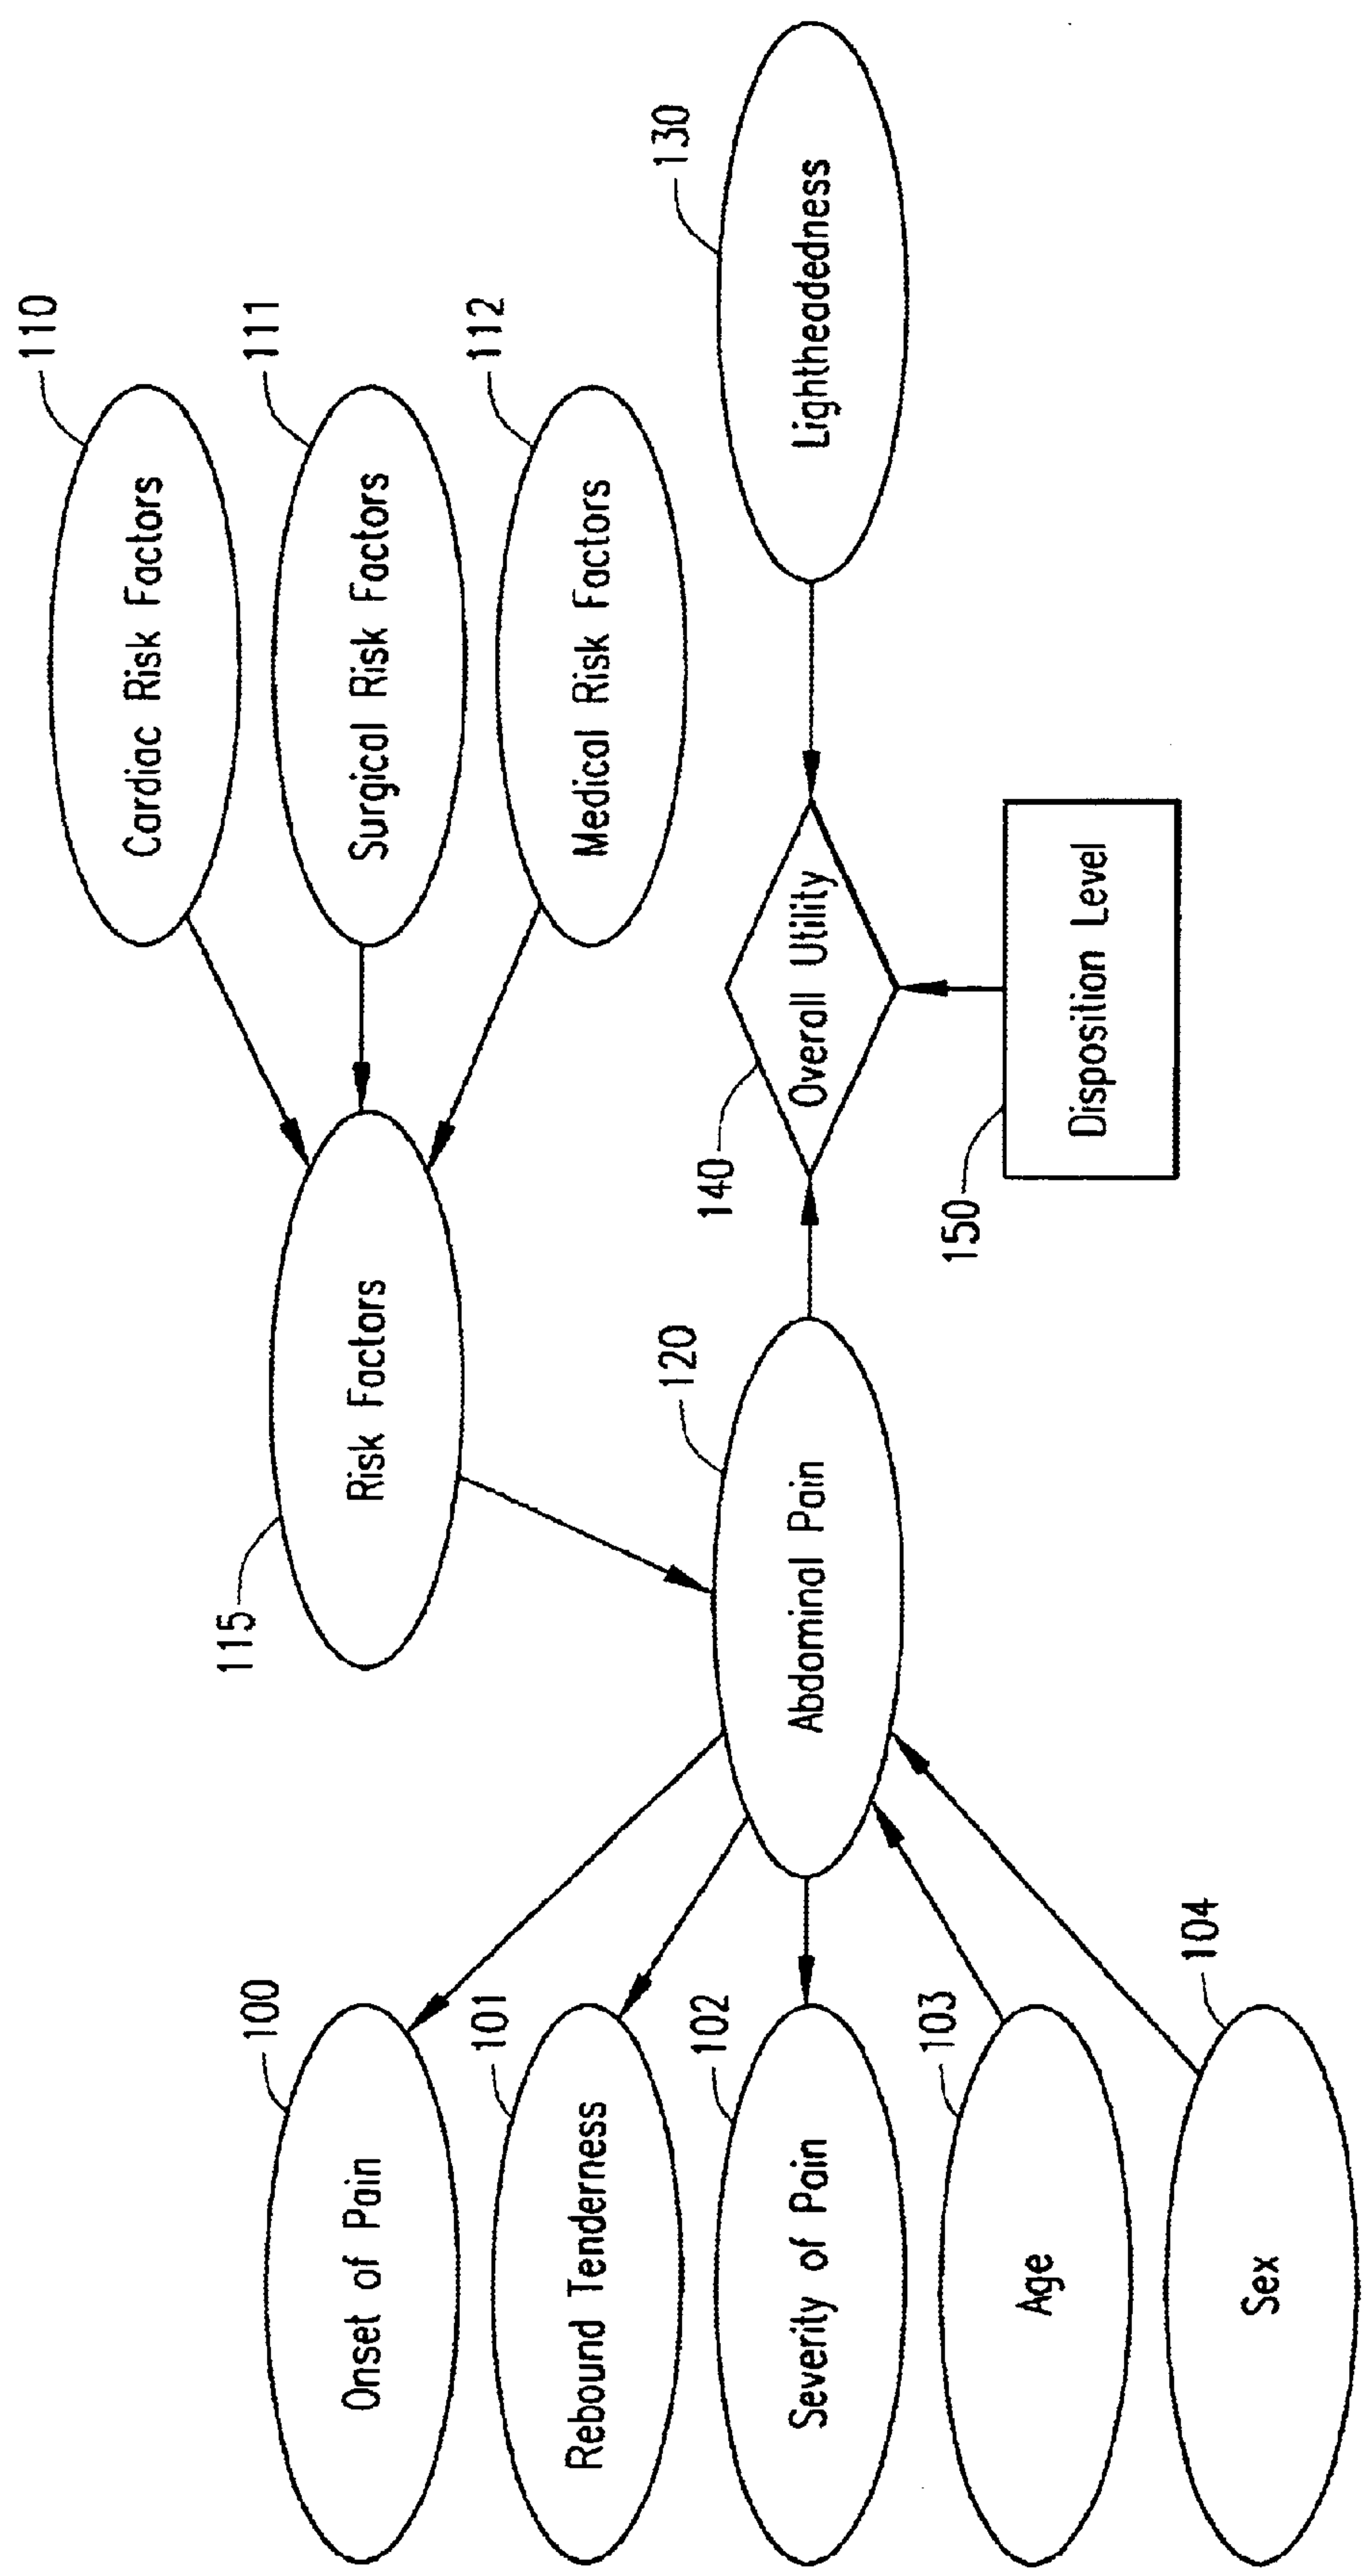 110
Cardiac Risk Factors
111
Surgical Risk Factors
112
Medical Risk Factors
115
Risk Factors
100
Onset of Pain
101
Rebound Tenderness
102
Severity of Pain
103
Age
104
Sex
120
Abdominal Pain
140
Overall Utility
130
Lightheadedness
150
Disposition Level